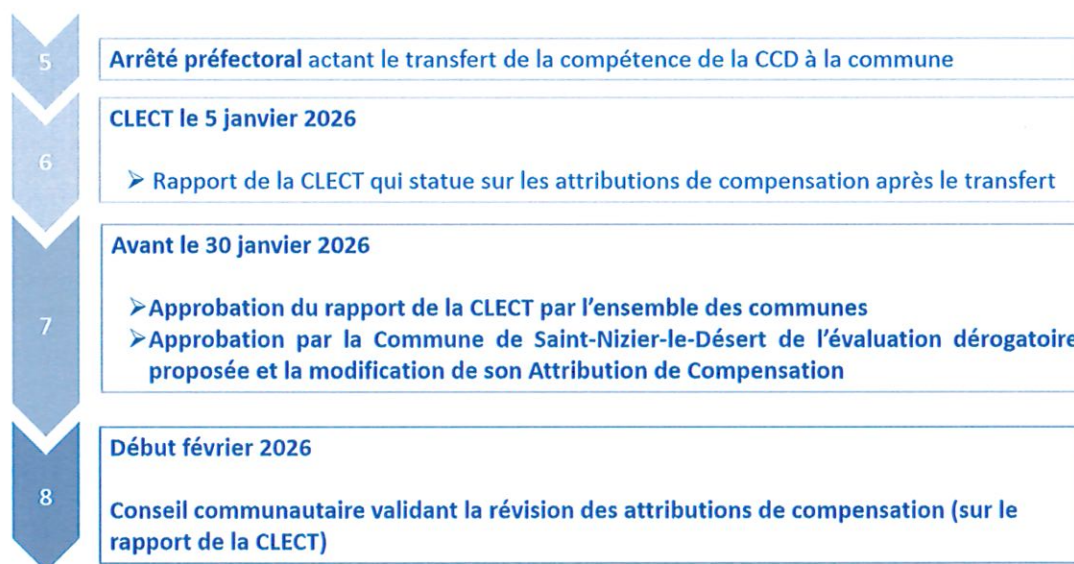 5
Arrêté préfectoral actant le transfert de la compétence de la CCD à la commune
6
CLECT le 5 janvier 2026
➢ Rapport de la CLECT qui statue sur les attributions de compensation après le transfert
7
Avant le 30 janvier 2026
➢Approbation du rapport de la CLECT par l’ensemble des communes
➢Approbation par la Commune de Saint-Nizier-le-Désert de l’évaluation dérogatoire
proposée et la modification de son Attribution de Compensation
8
Début février 2026
Conseil communautaire validant la révision des attributions de compensation (sur le
rapport de la CLECT)